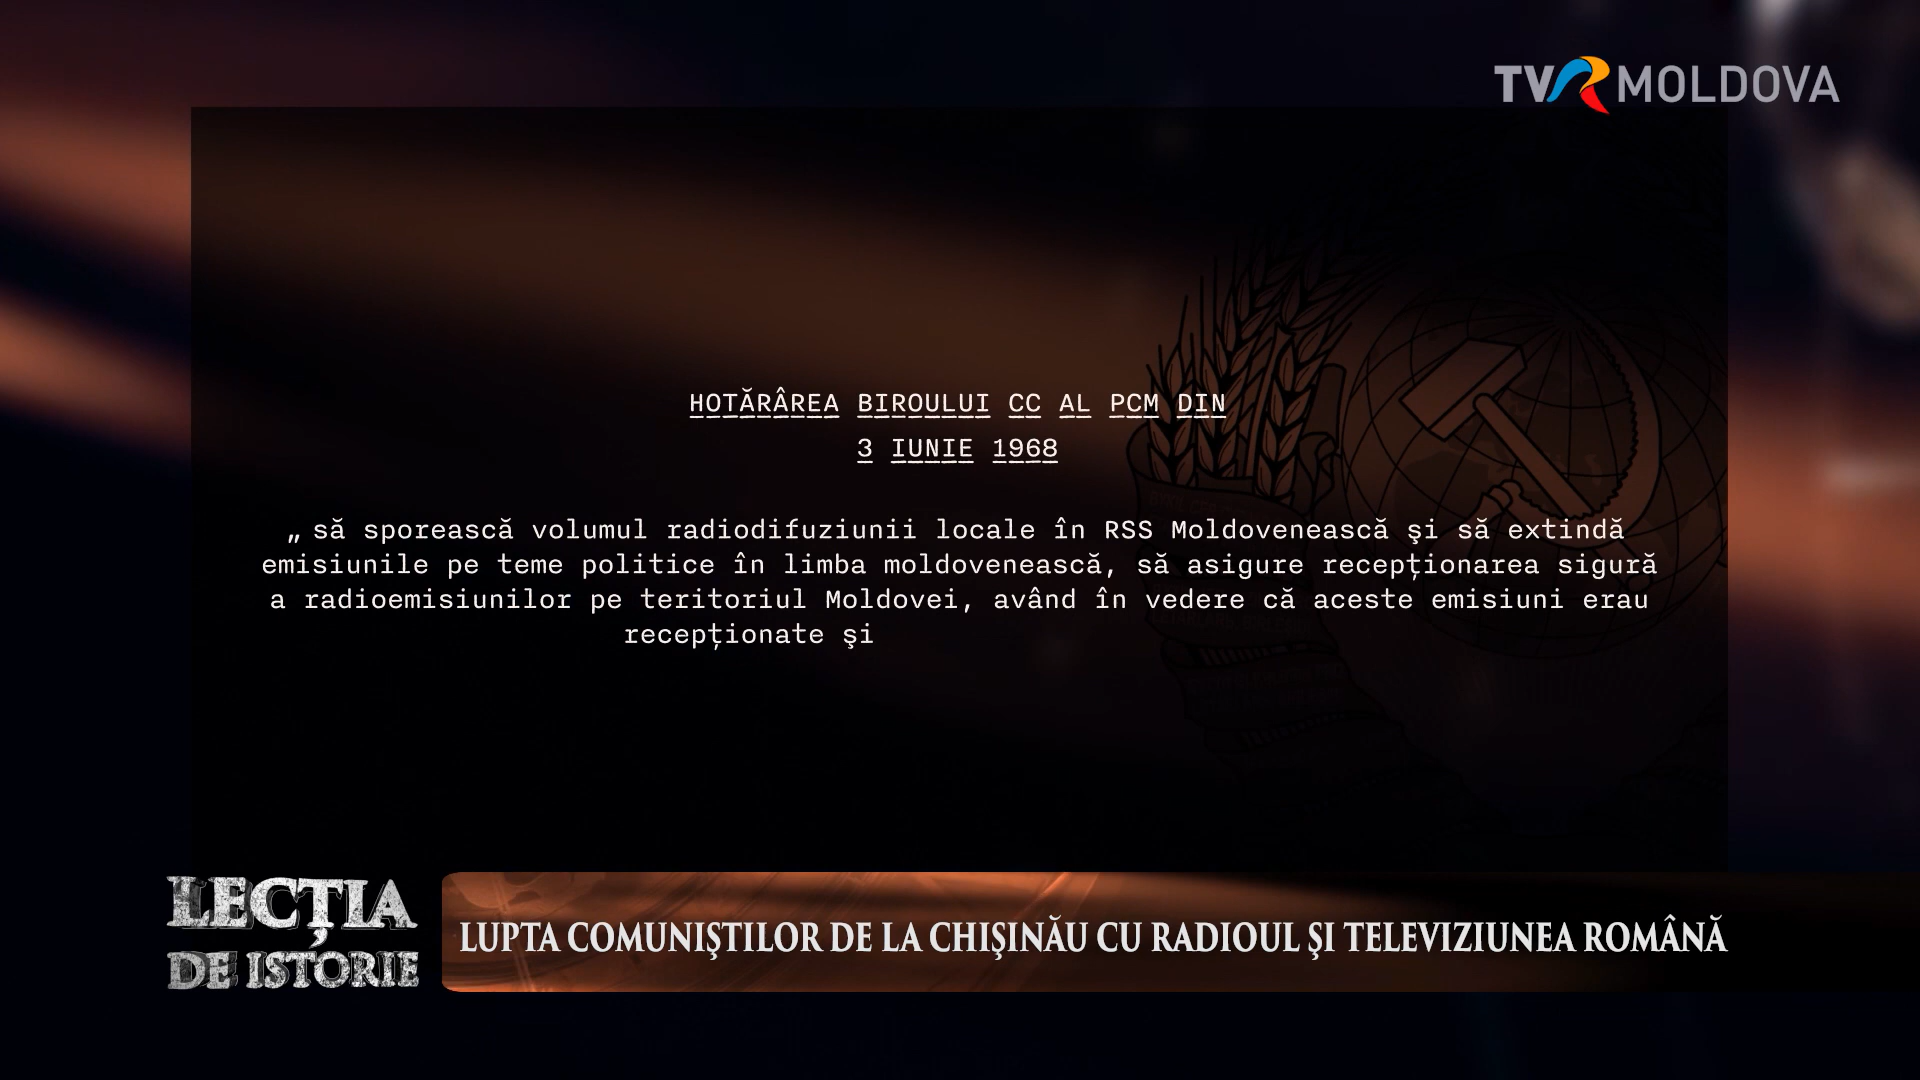 TVR MOLDOVA
HOTĂRÂREA BIROULUI CC AL PCM DIN
3 IUNIE 1968
„ să sporească volumul radiodifuziunii locale în RSS Moldovenească şi să extindă
emisiunile pe teme politice în limba moldovenească, să asigure recepţionarea sigură
a radioemisiunilor pe teritoriul Moldovei, având în vedere că aceste emisiuni erau
recepţionate şi
LECŢIA
DE ISTORIE
LUPTA COMUNIŞTILOR DE LA CHIŞINĂU CU RADIOUL ŞI TELEVIZIUNEA ROMÂNĂ